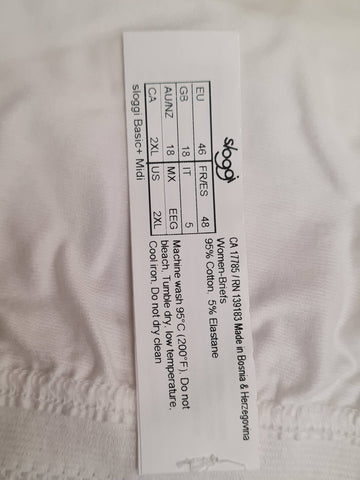 sloggi
EU 46 FR/ES 48
GB 18 IT 5
AU/NZ 18 MX EEG
CA 2XL US 2XL
sloggi Basic+ Midi
CA 17785 / RN 139183 Made in Bosnia & Herzegovina
Women-Briefs
95% Cotton, 5% Elastane
Machine wash 95°C (200°F). Do not
bleach. Tumble dry, low temperature.
Cool iron. Do not dry clean